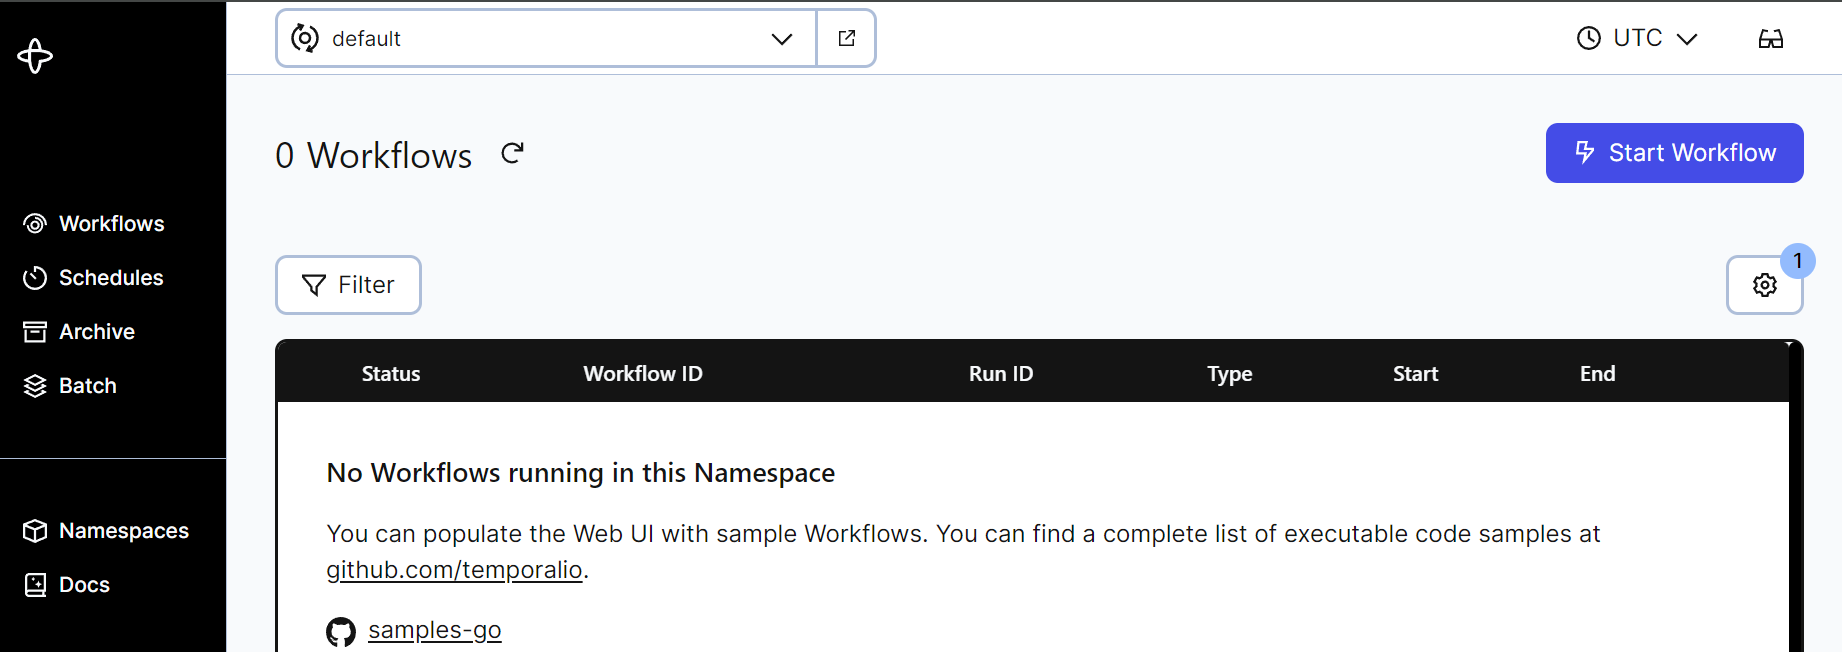 default
UTC
0 Workflows
Start Workflow
Workflows
Schedules
Archive
Batch
Namespaces
Docs
Filter
1
Status Workflow ID Run ID Type Start End
No Workflows running in this Namespace
You can populate the Web UI with sample Workflows. You can find a complete list of executable code samples at
github.com/temporalio.
samples-go